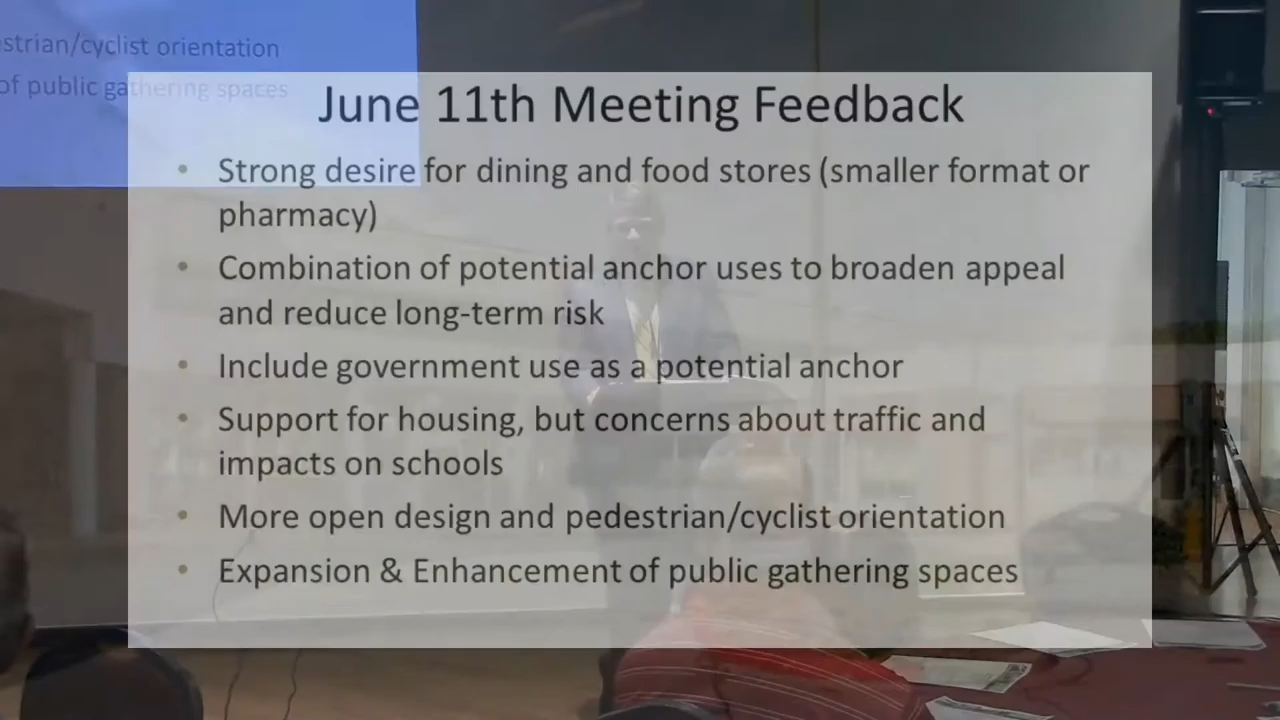 strian/cyclist orientation
of public gathering spaces
June 11th Meeting Feedback
• Strong desire for dining and food stores (smaller format or
pharmacy)
• Combination of potential anchor uses to broaden appeal
and reduce long-term risk
• Include government use as a potential anchor
• Support for housing, but concerns about traffic and
impacts on schools
• More open design and pedestrian/cyclist orientation
• Expansion & Enhancement of public gathering spaces